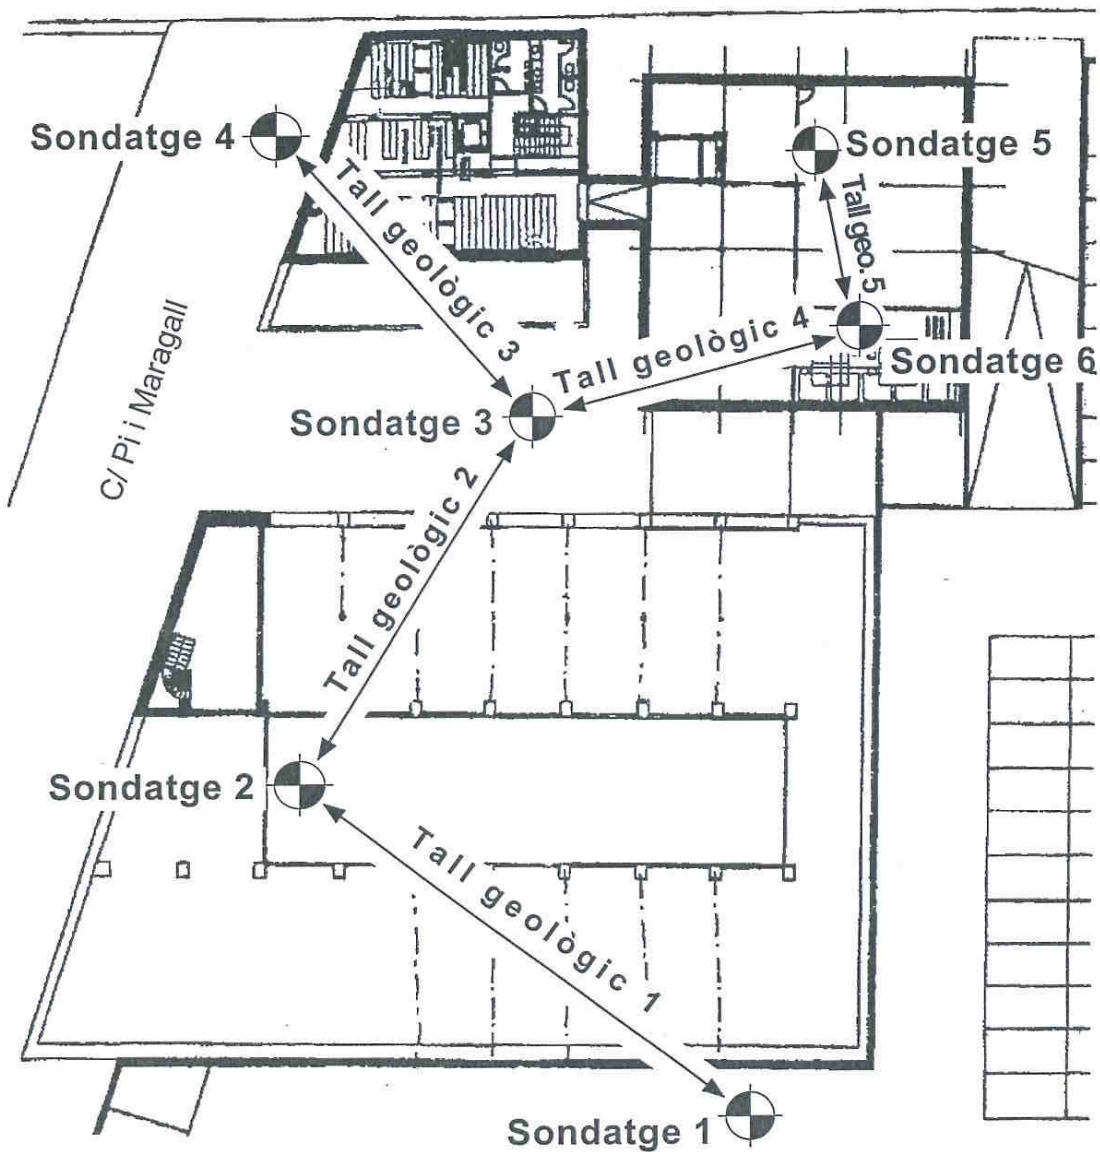 Sondatge 4
Sondatge 5
Tall geològic 3
Tall geo. 5
Tall geològic 4
Sondatge 6
C/ Pi i Maragall
Sondatge 3
Tall geològic 2
Sondatge 2
Tall geològic 1
Sondatge 1